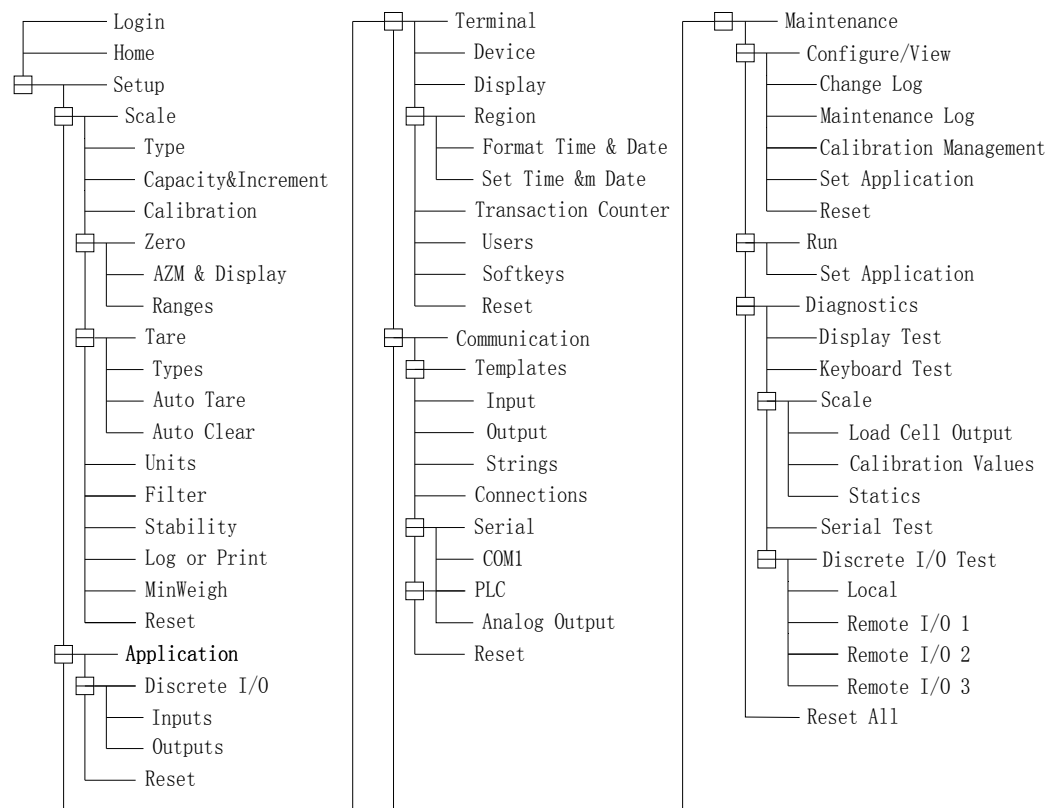 Login
Home
Setup
Scale
Type
Capacity&Increment
Calibration
Zero
AZM & Display
Ranges
Tare
Types
Auto Tare
Auto Clear
Units
Filter
Stability
Log or Print
MinWeigh
Reset
Application
Discrete I/O
Inputs
Outputs
Reset
Terminal
Device
Display
Region
Format Time & Date
Set Time &m Date
Transaction Counter
Users
Softkeys
Reset
Communication
Templates
Input
Output
Strings
Connections
Serial
COM1
PLC
Analog Output
Reset
Maintenance
Configure/View
Change Log
Maintenance Log
Calibration Management
Set Application
Reset
Run
Set Application
Diagnostics
Display Test
Keyboard Test
Scale
Load Cell Output
Calibration Values
Statics
Serial Test
Discrete I/O Test
Local
Remote I/O 1
Remote I/O 2
Remote I/O 3
Reset All